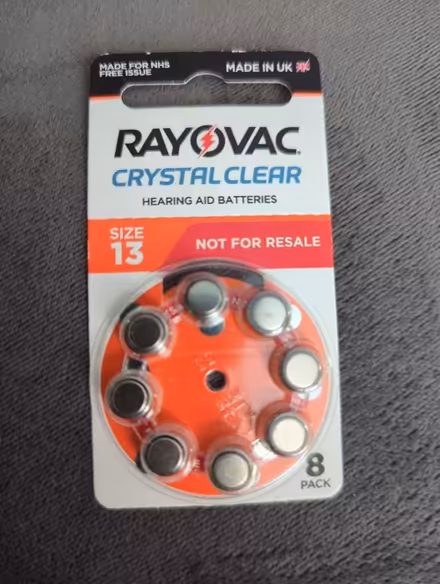 MADE FOR NHS
FREE ISSUE
MADE IN UK
RAYOVAC
CRYSTAL CLEAR
HEARING AID BATTERIES
SIZE
13
NOT FOR RESALE
8
PACK